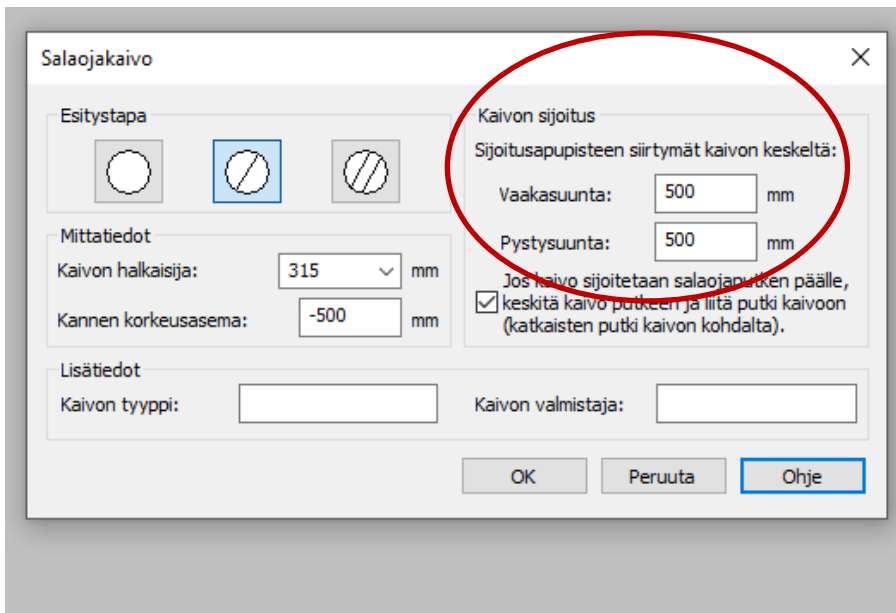 Salaojakaivo
Esitystapa
Mittatiedot
Kaivon halkaisija: 315 mm
Kannen korkeusasema: -500 mm
Kaivon sijoitus
Sijoitusapupisteen siirtymät kaivon keskeltä:
Vaakasuunta: 500 mm
Pystysuunta: 500 mm
Jos kaivo sijoitetaan salaojaputken päälle,
keskitä kaivo putkeen ja liitä putki kaivoon
(katkaisten putki kaivon kohdalta).
Lisätiedot
Kaivon tyyppi: Kaivon valmistaja:
OK Peruuta Ohje